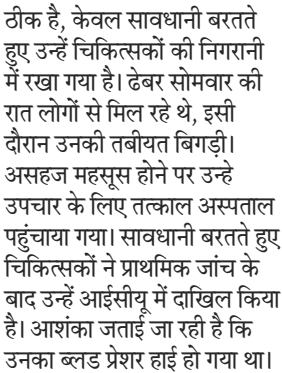 ठीक है, केवल सावधानी बरतते
हुए उन्हें चिकित्सकों की निगरानी
में रखा गया है। ढेबर सोमवार की
रात लोगों से मिल रहे थे, इसी
दौरान उनकी तबीयत बिगड़ी।
असहज महसूस होने पर उन्हे
उपचार के लिए तत्काल अस्पताल
पहुंचाया गया। सावधानी बरतते हुए
चिकित्सकों ने प्राथमिक जांच के
बाद उन्हें आईसीयू में दाखिल किया
है। आशंका जताई जा रही है कि
उनका ब्लड प्रेशर हाई हो गया था।